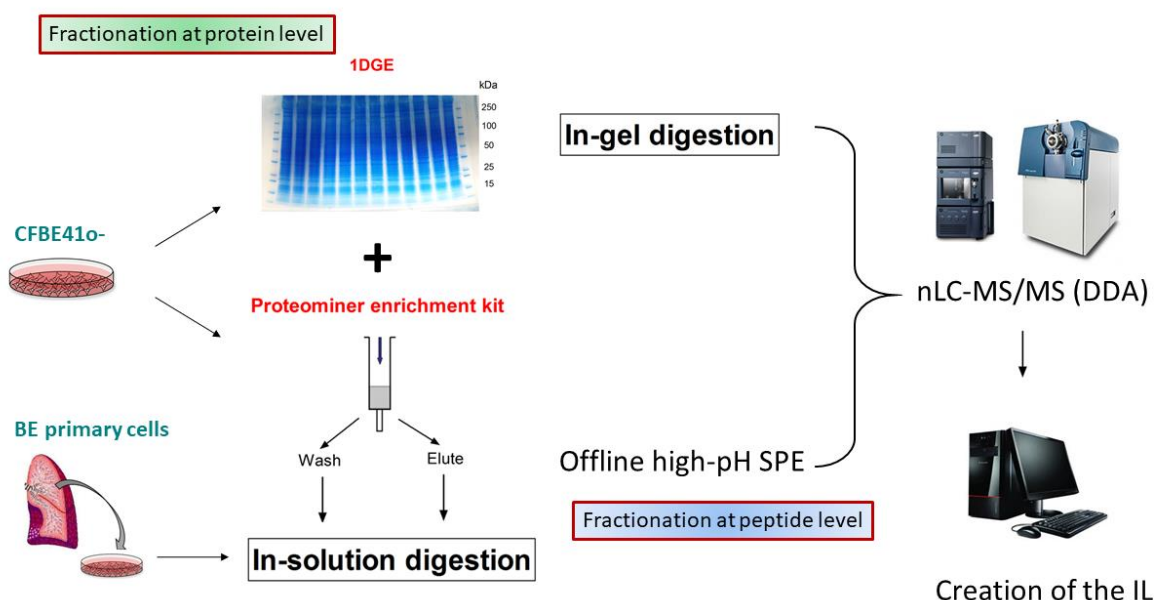 Fractionation at protein level
1DGE
kDa
250
100
50
25
15
In-gel digestion
CFBE41o-
+
Proteominer enrichment kit
nLC-MS/MS (DDA)
BE primary cells
Wash
Elute
Offline high-pH SPE
Fractionation at peptide level
In-solution digestion
Creation of the IL